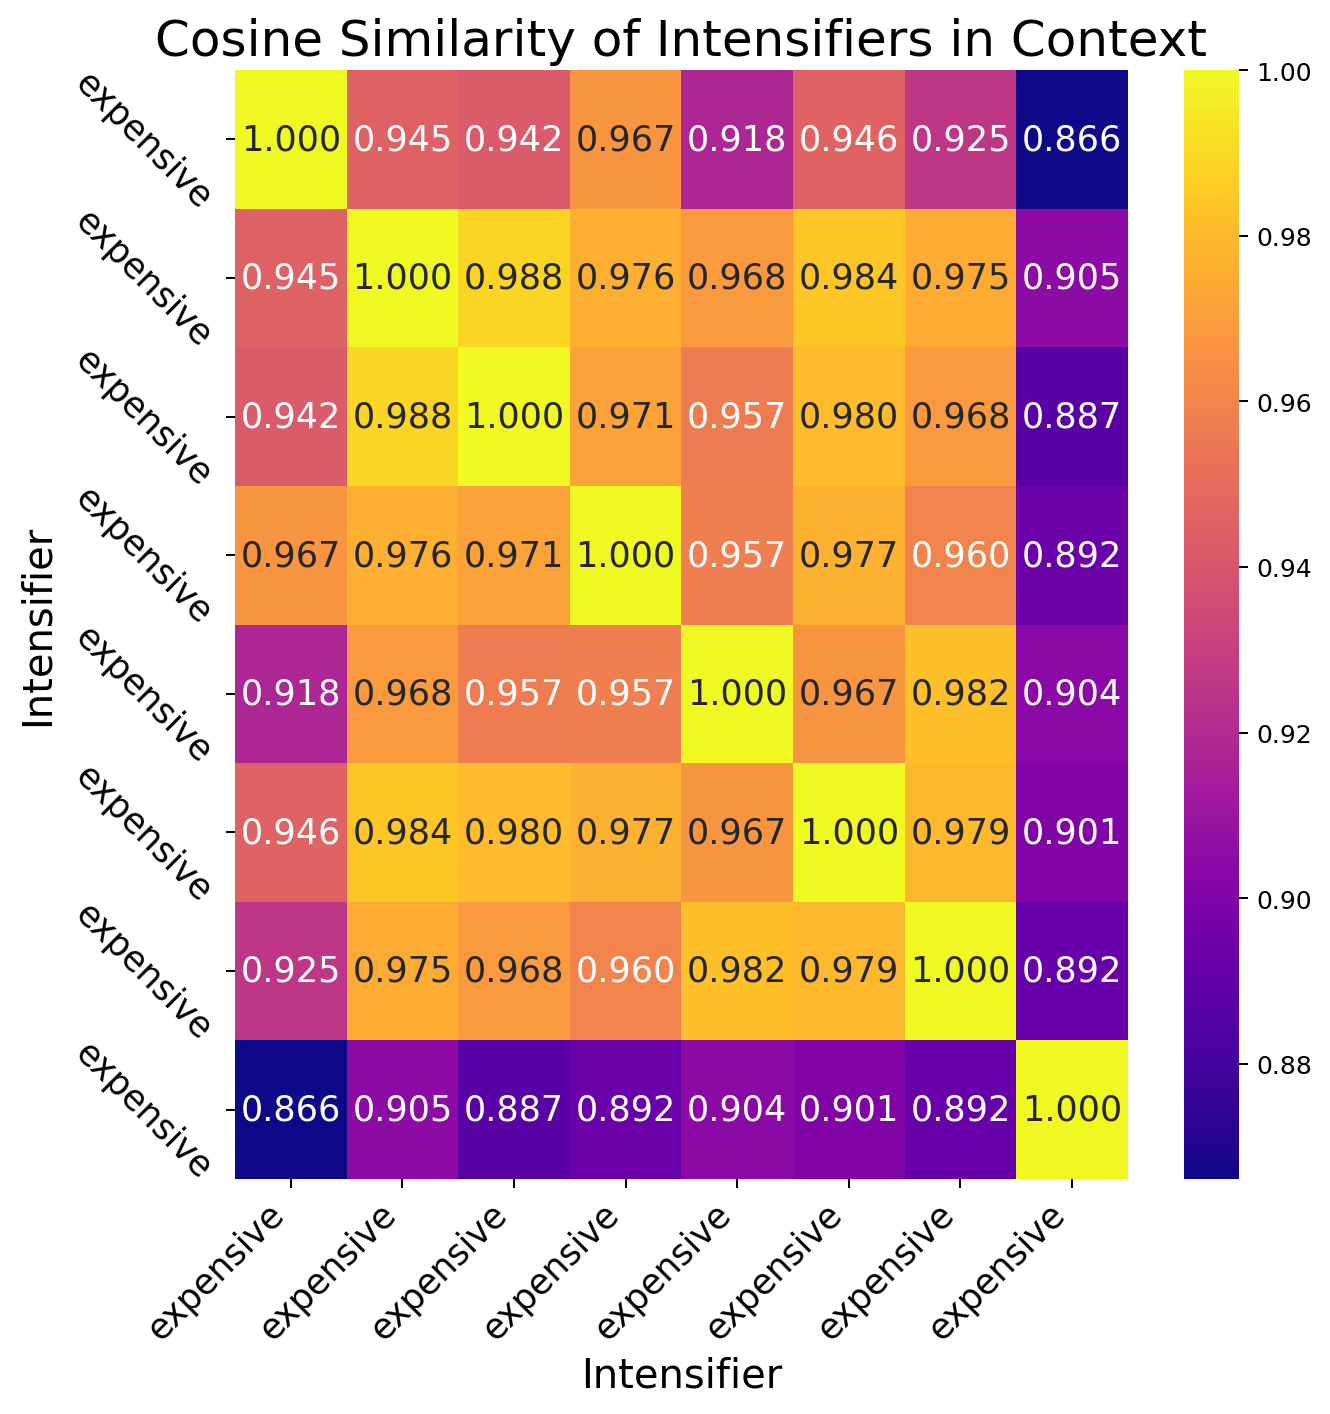 Cosine Similarity of Intensifiers in Context
expensive 1.000 0.945 0.942 0.967 0.918 0.946 0.925 0.866
expensive 0.945 1.000 0.988 0.976 0.968 0.984 0.975 0.905
expensive 0.942 0.988 1.000 0.971 0.957 0.980 0.968 0.887
expensive 0.967 0.976 0.971 1.000 0.957 0.977 0.960 0.892
expensive 0.918 0.968 0.957 0.957 1.000 0.967 0.982 0.904
expensive 0.946 0.984 0.980 0.977 0.967 1.000 0.979 0.901
expensive 0.925 0.975 0.968 0.960 0.982 0.979 1.000 0.892
expensive 0.866 0.905 0.887 0.892 0.904 0.901 0.892 1.000
Intensifier
expensive expensive expensive expensive expensive expensive expensive expensive
Intensifier
1.00
0.98
0.96
0.94
0.92
0.90
0.88